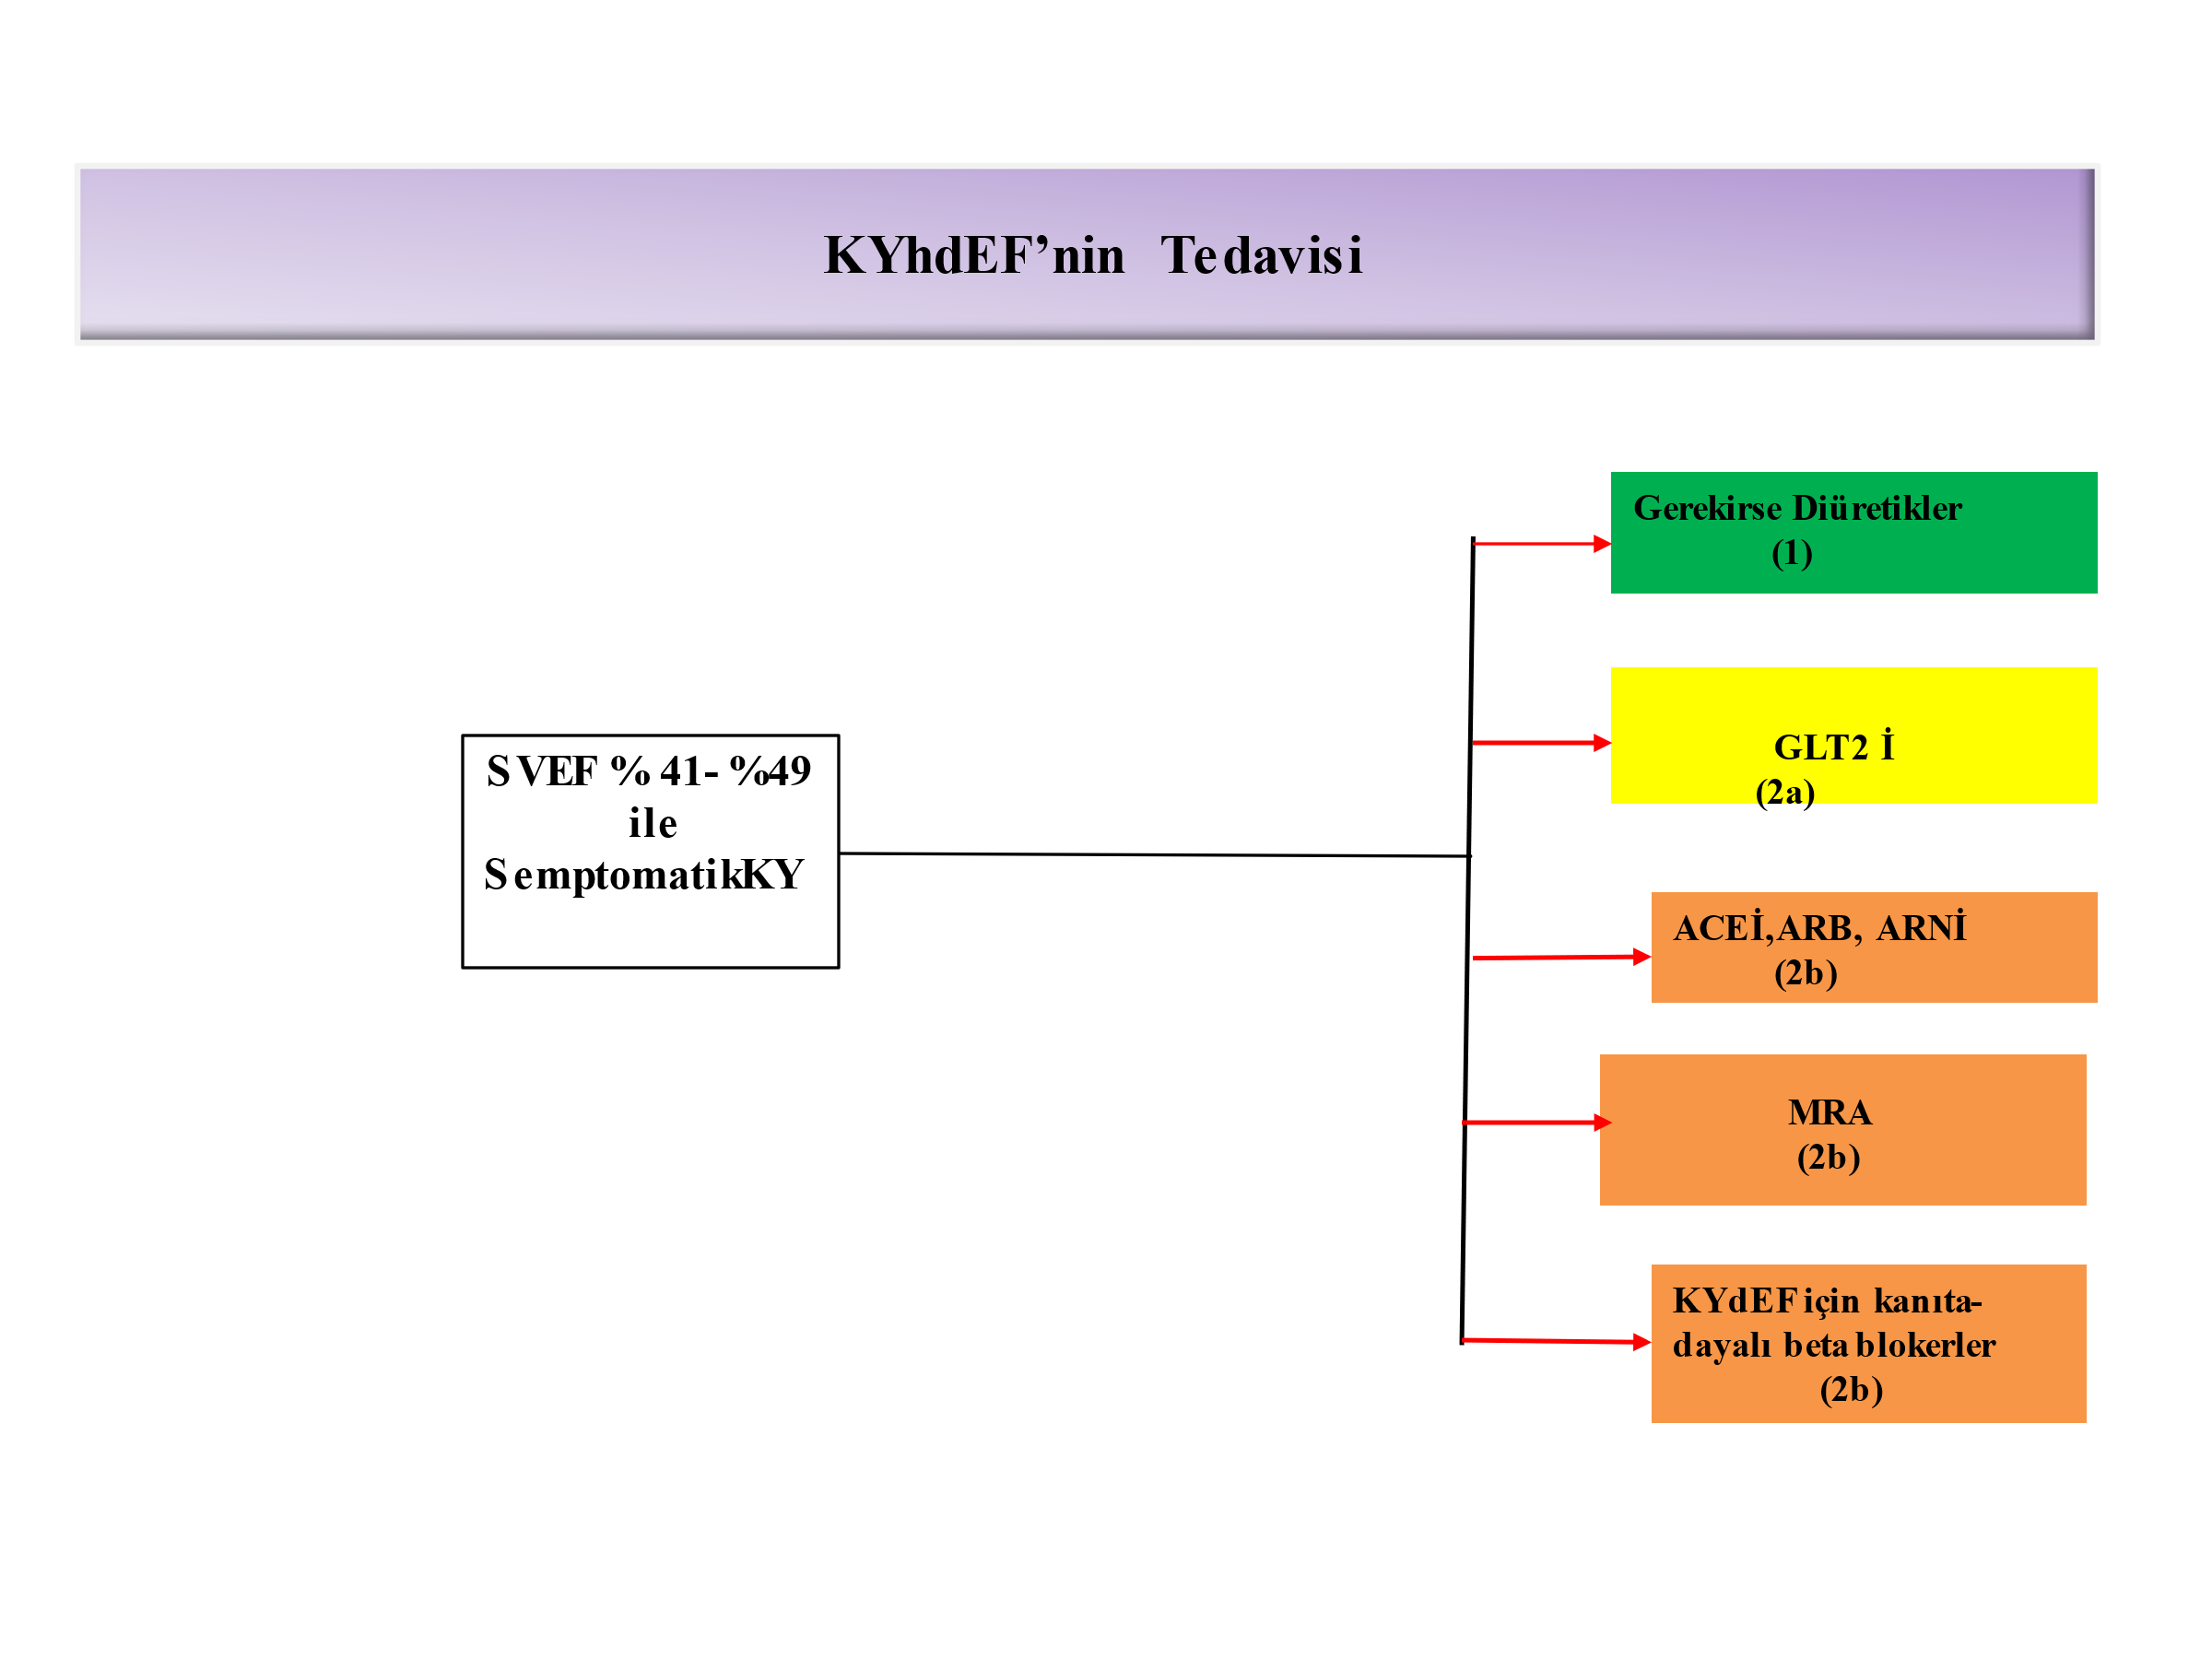 KYhdEF’nin Tedavisi
SVEF % 41- %49
ile
SemptomatikKY
Gerekirse Diüretikler
(1)
GLT2 İ
(2a)
ACEİ,ARB, ARNİ
(2b)
MRA
(2b)
KYdEF için kanıta-
dayalı beta blokerler
(2b)